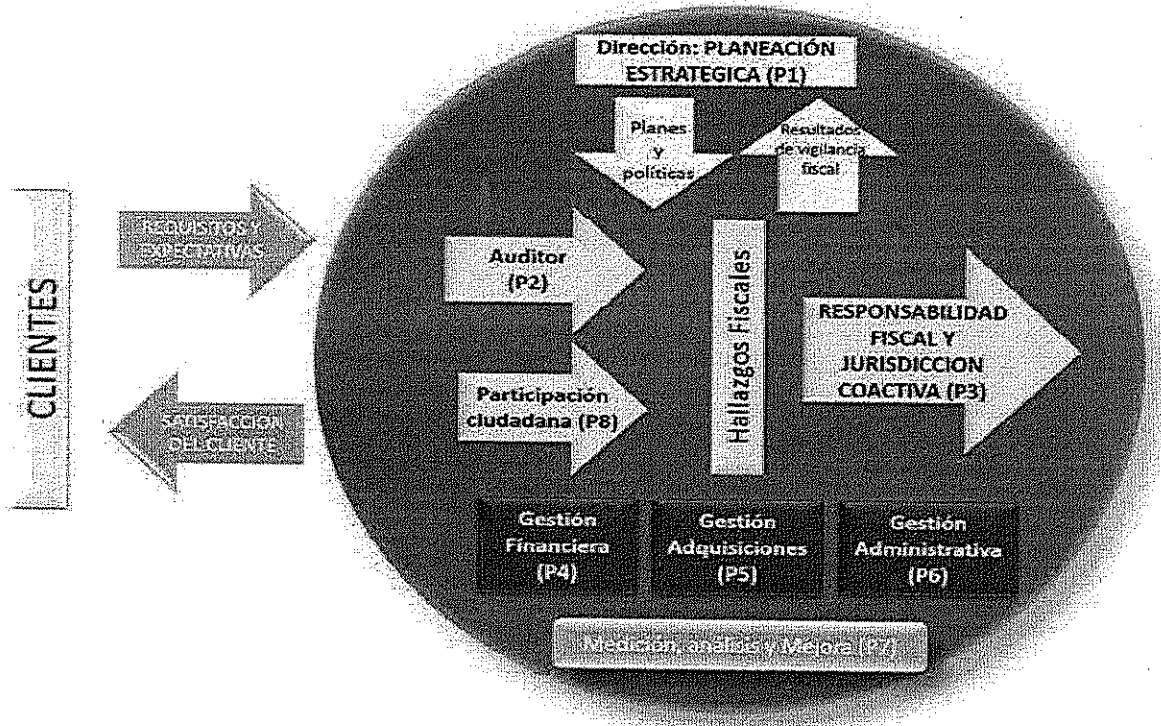 Dirección: PLANEACIÓN
ESTRATEGICA (P1)
Planes
Y
políticas
Resultados
de vigilancia
fiscal
CLIENTES
REQUISITOS Y
EXPECTATIVAS
SATISFACCION
DEL CLIENTE
Auditor
(P2)
Participación
ciudadana (P8)
Hallazgos Fiscales
RESPONSABILIDAD
FISCAL Y
JURISDICCION
COACTIVA (P3)
Gestión
Financiera
(P4)
Gestión
Adquisiciones
(P5)
Gestión
Administrativa
(P6)
Medición, análisis y Mejora (P7)